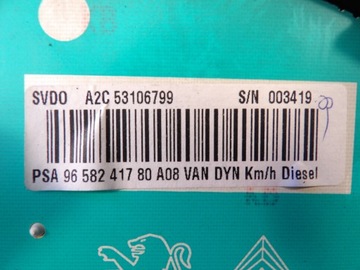 SVDO A2C 53106799 S/N 003419
PSA 96 582 417 80 A08 VAN DYN Km/h Diesel